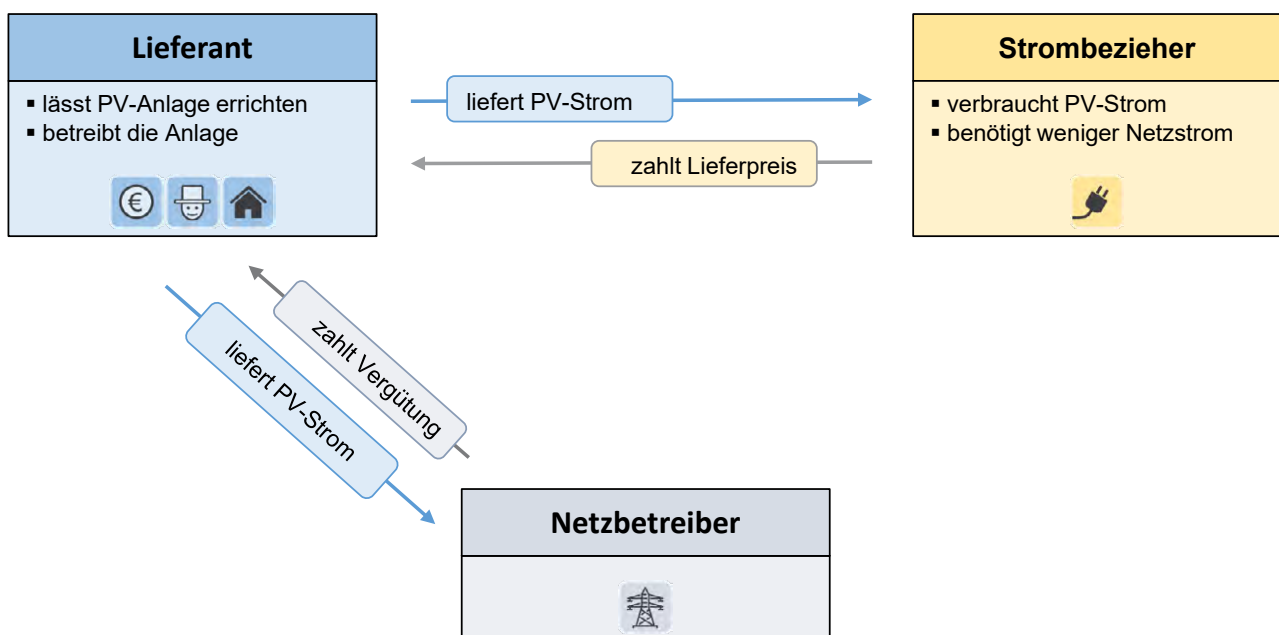 Lieferant
▪ lässt PV-Anlage errichten
▪ betreibt die Anlage
€
liefert PV-Strom
zahlt Lieferpreis
Strombezieher
▪ verbraucht PV-Strom
▪ benötigt weniger Netzstrom
liefert PV-Strom
zahlt Vergütung
Netzbetreiber